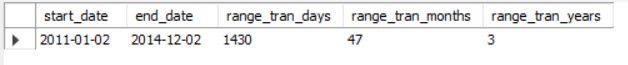 start_date end_date range_tran_days range_tran_months range_tran_years
2011-01-02 2014-12-02 1430 47 3